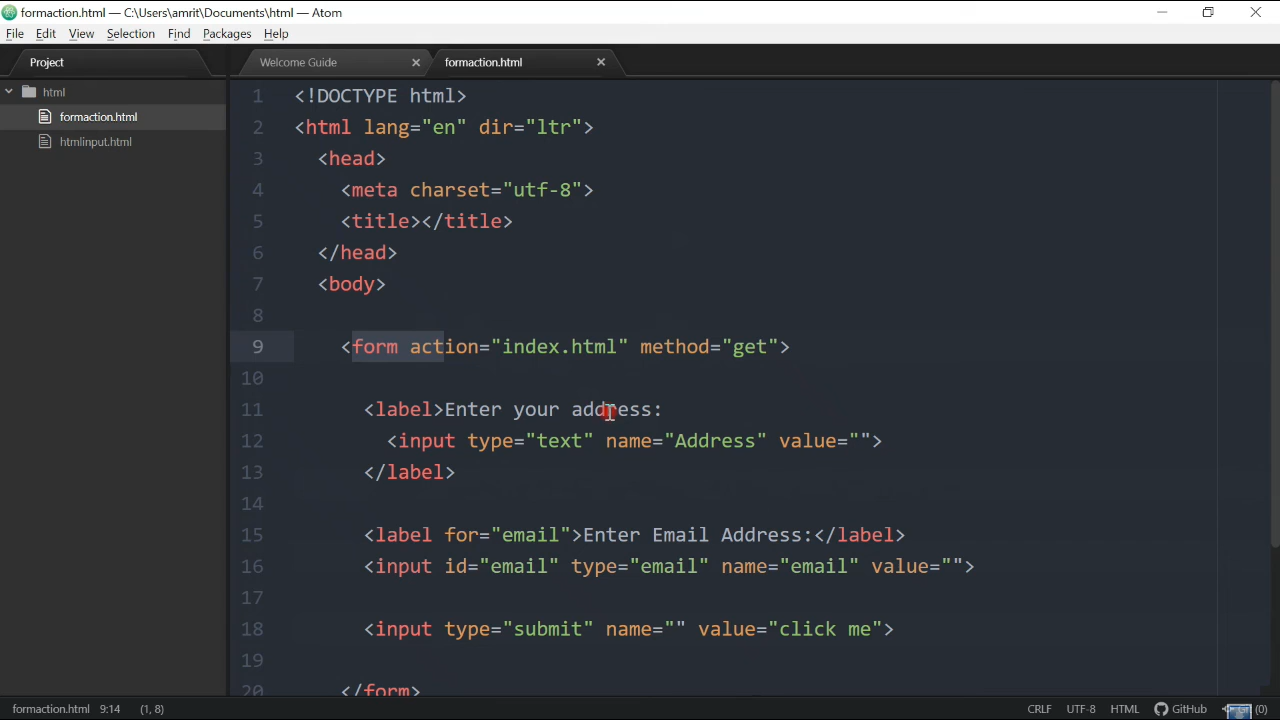 formaction.html — C:\Users\amrit\Documents\html — Atom
File Edit View Selection Find Packages Help
Project
Welcome Guide
formaction.html
html
formaction.html
htmlinput.html
1 <!DOCTYPE html>
2 <html lang="en" dir="ltr">
3 <head>
4 <meta charset="utf-8">
5 <title></title>
6 </head>
7 <body>
8
9 <form action="index.html" method="get">
10
11 <label>Enter your address:
12 <input type="text" name="Address" value="">
13 </label>
14
15 <label for="email">Enter Email Address:</label>
16 <input id="email" type="email" name="email" value="">
17
18 <input type="submit" name="" value="click me">
19
20 </form>
formaction.html 9:14 (1, 8) CRLF UTF-8 HTML GitHub (0)